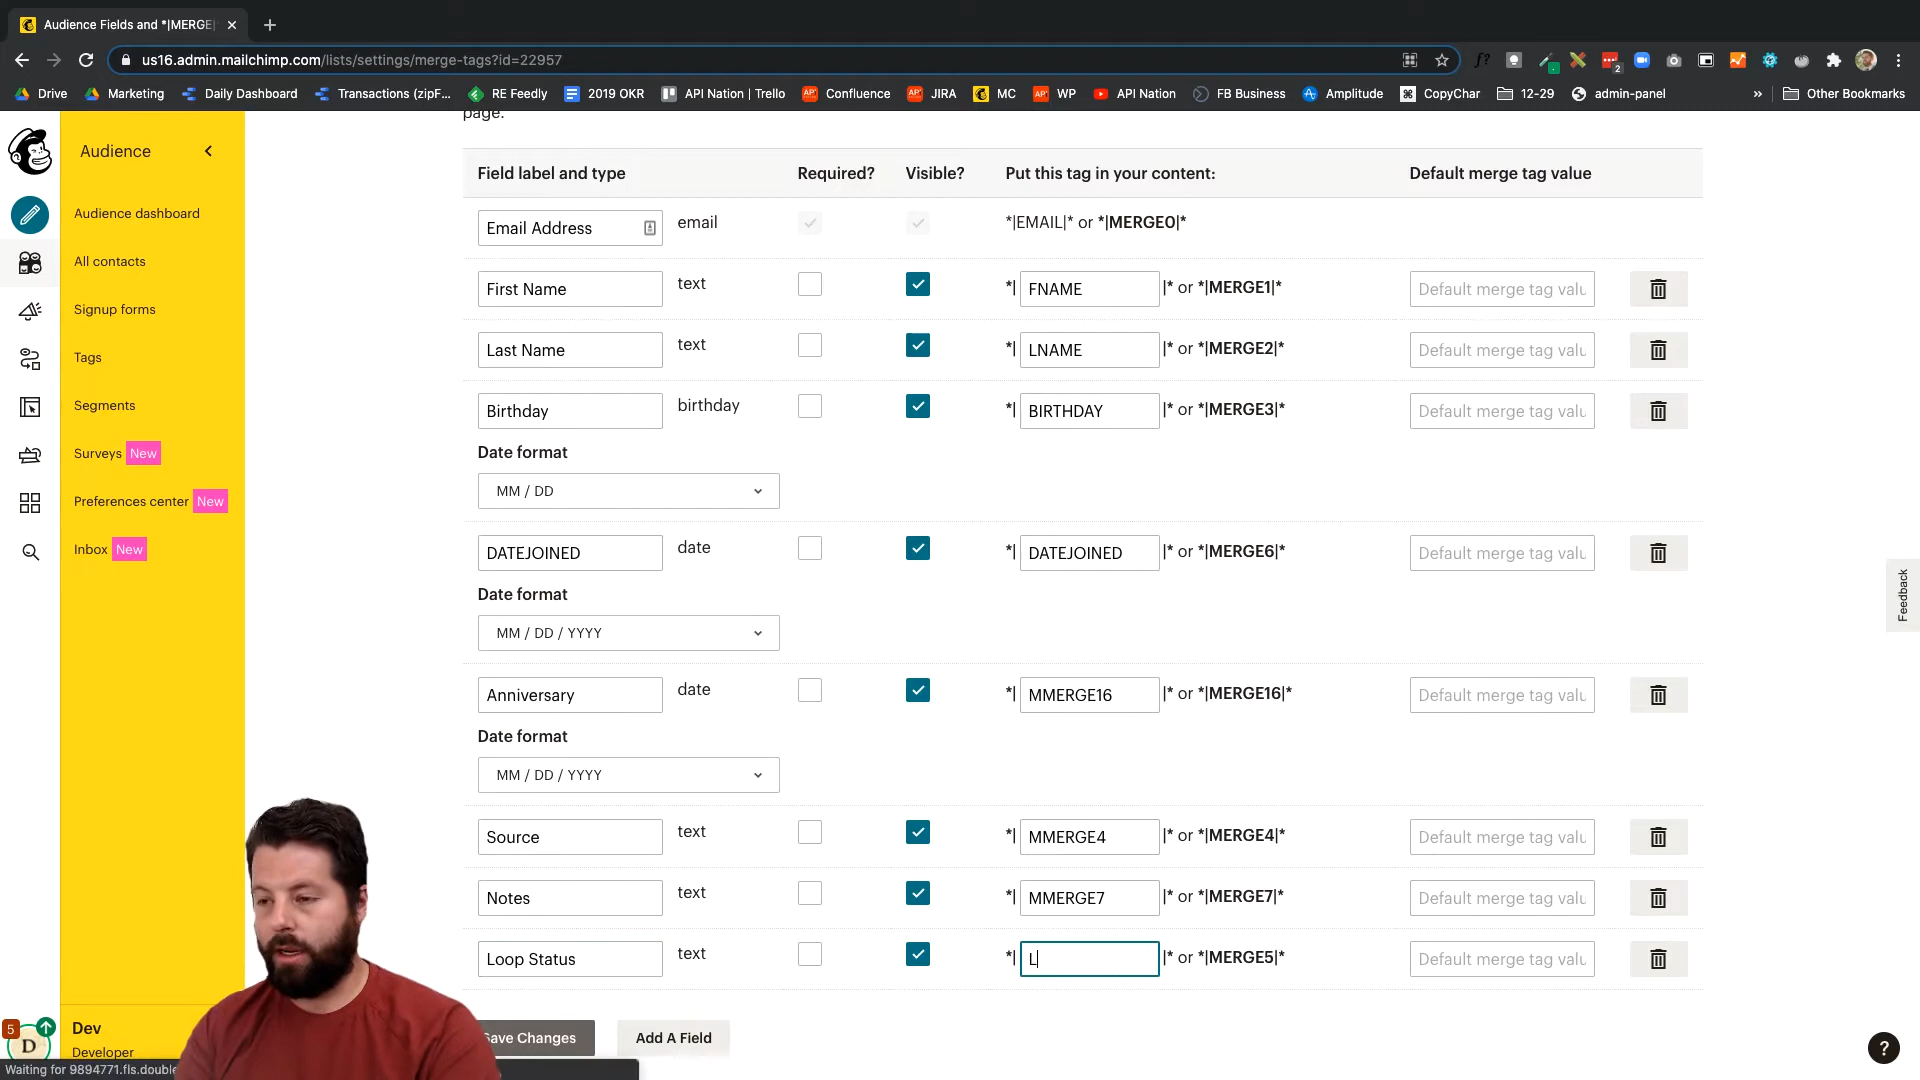 Audience Fields and *|MERGE|
us16.admin.mailchimp.com/lists/settings/merge-tags?id=22957
f?
2
Drive
Marketing
Daily Dashboard
Transactions (zipF...
RE Feedly
2019 OKR
API Nation | Trello
Confluence
JIRA
MC
WP
API Nation
FB Business
Amplitude
CopyChar
12-29
admin-panel
»
Other Bookmarks
Audience
Audience dashboard
All contacts
Signup forms
Tags
Segments
Surveys New
Preferences center New
Inbox New
5
D
Dev
Developer
Waiting for 9894771.fls.double
page.
Field label and type Required? Visible? Put this tag in your content: Default merge tag value
Email Address email *|EMAIL|* or *|MERGE0|*
First Name text *| FNAME |* or *|MERGE1|* Default merge tag valu
Last Name text *| LNAME |* or *|MERGE2|* Default merge tag valu
Birthday birthday *| BIRTHDAY |* or *|MERGE3|* Default merge tag valu
Date format
MM / DD
DATEJOINED date *| DATEJOINED |* or *|MERGE6|* Default merge tag valu
Date format
MM / DD / YYYY
Anniversary date *| MMERGE16 |* or *|MERGE16|* Default merge tag valu
Date format
MM / DD / YYYY
Source text *| MMERGE4 |* or *|MERGE4|* Default merge tag valu
Notes text *| MMERGE7 |* or *|MERGE7|* Default merge tag valu
Loop Status text *| L |* or *|MERGE5|* Default merge tag valu
Save Changes
Add A Field
Feedback
?